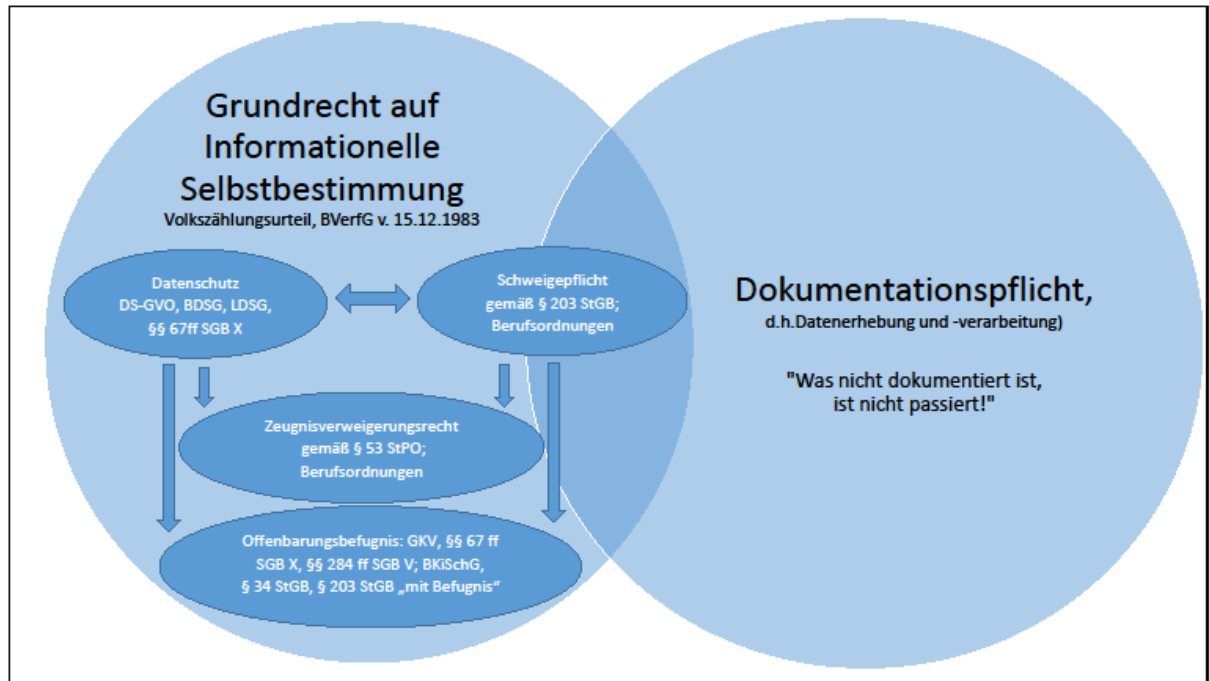 Grundrecht auf
Informationelle
Selbstbestimmung
Volkszählungsurteil, BVerfG v. 15.12.1983
Datenschutz
DS-GVO, BDSG, LDSG,
§§ 67ff SGB X
Schweigepflicht
gemäß § 203 StGB;
Berufsordnungen
Zeugnisverweigerungsrecht
gemäß § 53 StPO;
Berufsordnungen
Offenbarungsbefugnis: GKV, §§ 67 ff
SGB X, §§ 284 ff SGB V; BKiSchG,
§ 34 StGB, § 203 StGB „mit Befugnis“
Dokumentationspflicht,
d.h.Datenerhebung und -verarbeitung)
"Was nicht dokumentiert ist,
ist nicht passiert!"